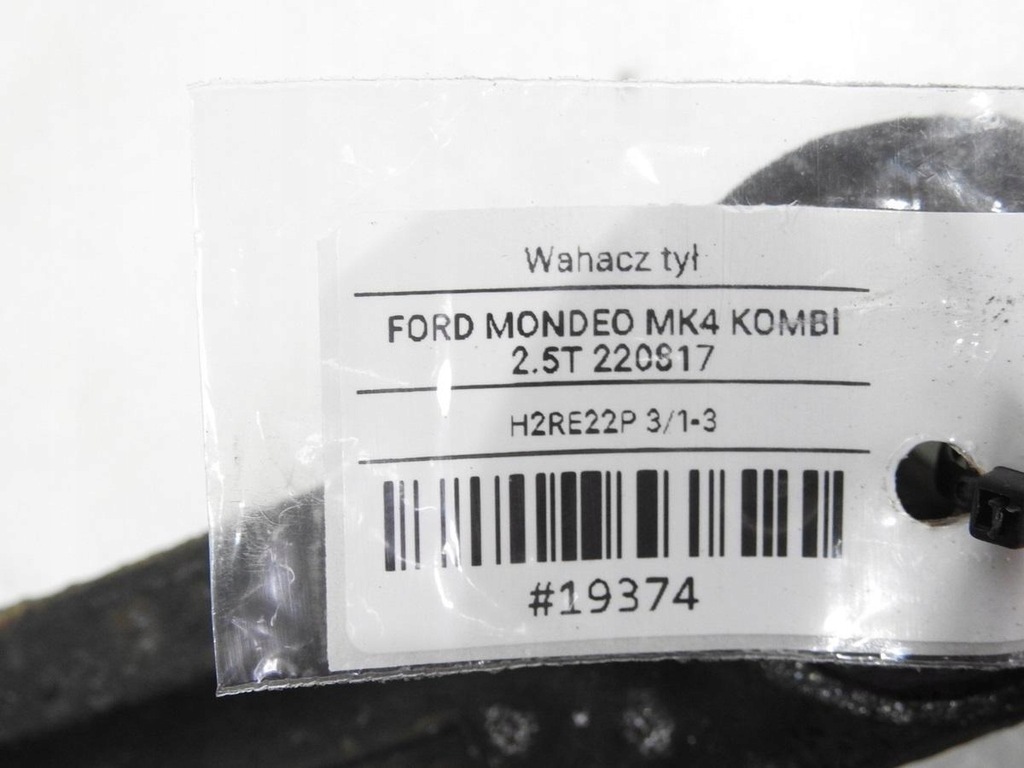 Wahacz tył
FORD MONDEO MK4 KOMBI
2.5T 220817
H2RE22P 3/1-3
#19374